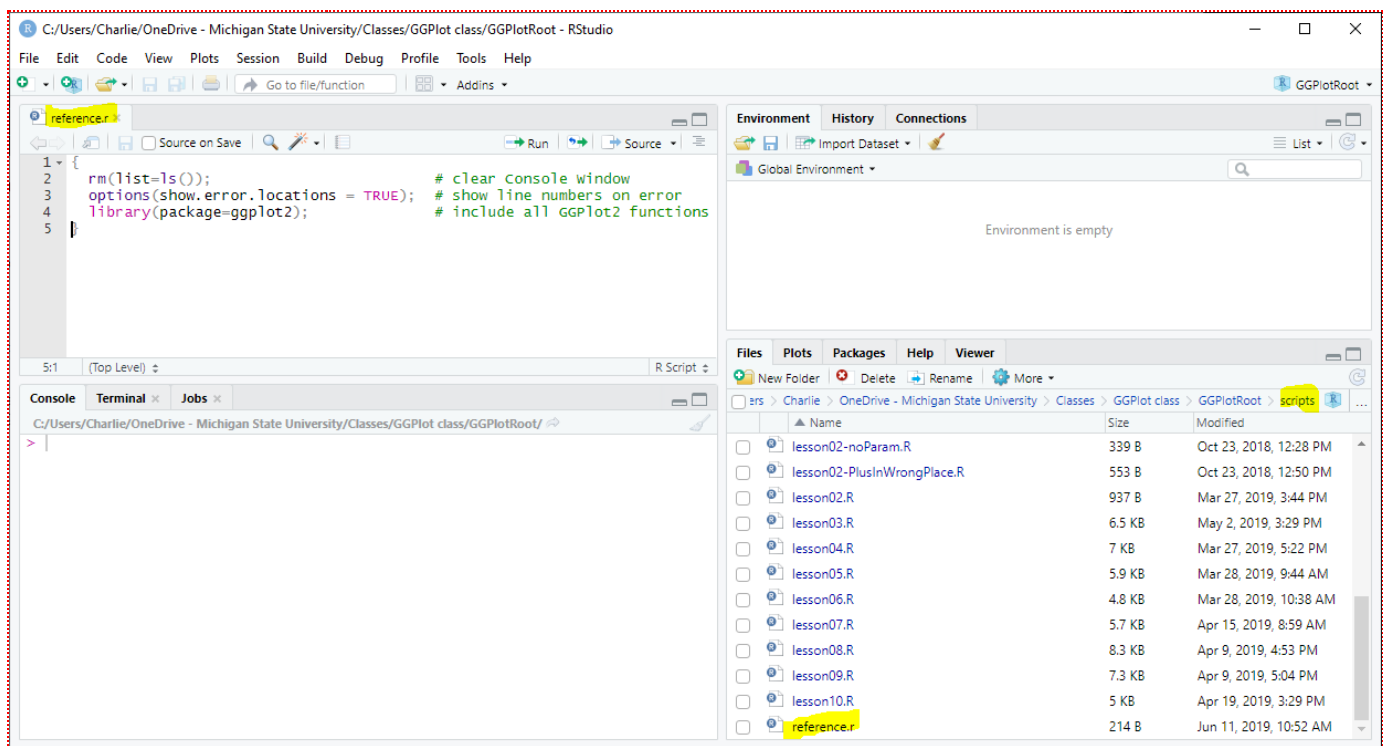 C:/Users/Charlie/OneDrive - Michigan State University/Classes/GGPlot class/GGPlotRoot - RStudio
File Edit Code View Plots Session Build Debug Profile Tools Help
Go to file/function Addins GGPlotRoot
reference.r
Source on Save Run Source
1 {
2 rm(list=ls()); # clear Console Window
3 options(show.error.locations = TRUE); # show line numbers on error
4 library(package=ggplot2); # include all GGPlot2 functions
5 }
5:1 (Top Level) R Script
Console Terminal Jobs
C:/Users/Charlie/OneDrive - Michigan State University/Classes/GGPlot class/GGPlotRoot/
>
Environment History Connections
Import Dataset List
Global Environment
Environment is empty
Files Plots Packages Help Viewer
New Folder Delete Rename More
ers > Charlie > OneDrive - Michigan State University > Classes > GGPlot class > GGPlotRoot > scripts ...
Name Size Modified
lesson02-noParam.R 339 B Oct 23, 2018, 12:28 PM
lesson02-PlusInWrongPlace.R 553 B Oct 23, 2018, 12:50 PM
lesson02.R 937 B Mar 27, 2019, 3:44 PM
lesson03.R 6.5 KB May 2, 2019, 3:29 PM
lesson04.R 7 KB Mar 27, 2019, 5:22 PM
lesson05.R 5.9 KB Mar 28, 2019, 9:44 AM
lesson06.R 4.8 KB Mar 28, 2019, 10:38 AM
lesson07.R 5.7 KB Apr 15, 2019, 8:59 AM
lesson08.R 8.3 KB Apr 9, 2019, 4:53 PM
lesson09.R 7.3 KB Apr 9, 2019, 5:04 PM
lesson10.R 5 KB Apr 19, 2019, 3:29 PM
reference.r 214 B Jun 11, 2019, 10:52 AM